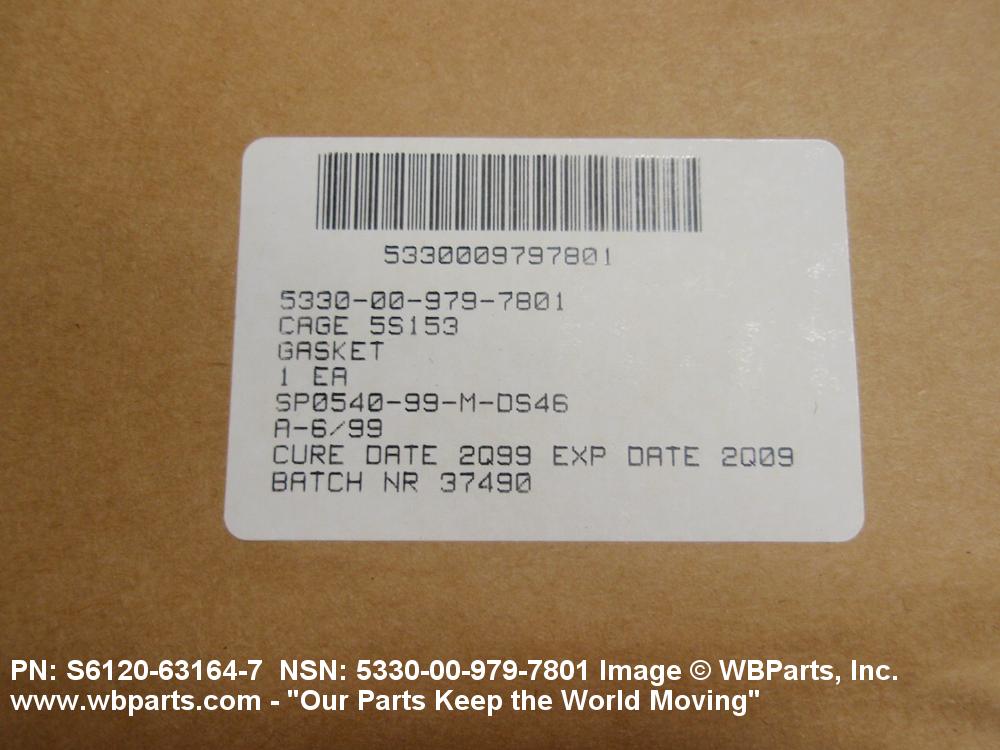 5330009797801
5330-00-979-7801
CAGE 5S153
GASKET
1 EA
SP0540-99-M-DS46
A-6/99
CURE DATE 2Q99 EXP DATE 2Q09
BATCH NR 37490
PN: S6120-63164-7 NSN: 5330-00-979-7801 Image © WBParts, Inc.
www.wbparts.com - "Our Parts Keep the World Moving"